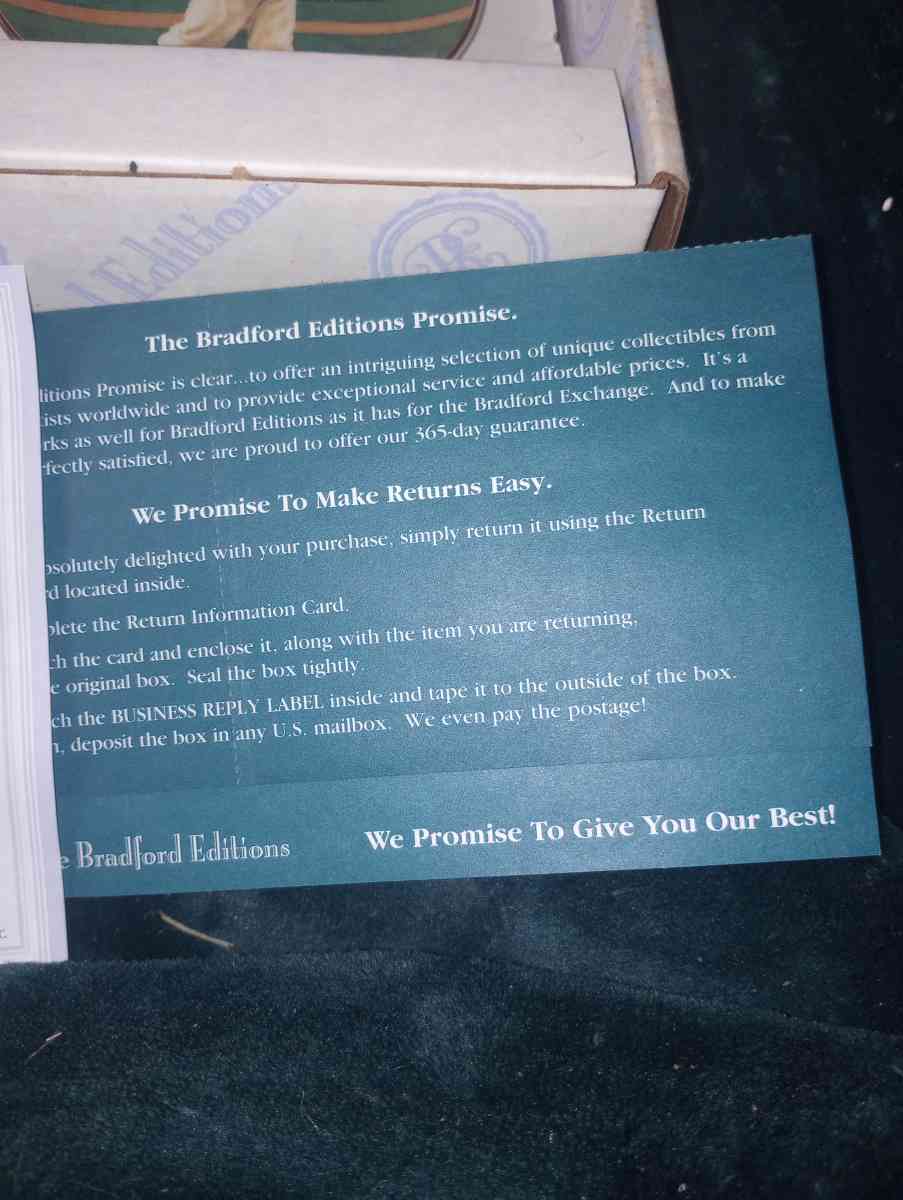 d Editions
The Bradford Editions Promise.
litions Promise is clear...to offer an intriguing selection of unique collectibles from
ists worldwide and to provide exceptional service and affordable prices. It's a
rks as well for Bradford Editions as it has for the Bradford Exchange. And to make
fectly satisfied, we are proud to offer our 365-day guarantee.
We Promise To Make Returns Easy.
bsolutely delighted with your purchase, simply return it using the Return
d located inside.
plete the Return Information Card.
ch the card and enclose it, along with the item you are returning,
e original box. Seal the box tightly.
ch the BUSINESS REPLY LABEL inside and tape it to the outside of the box.
n, deposit the box in any U.S. mailbox. We even pay the postage!
e Bradford Editions
We Promise To Give You Our Best!